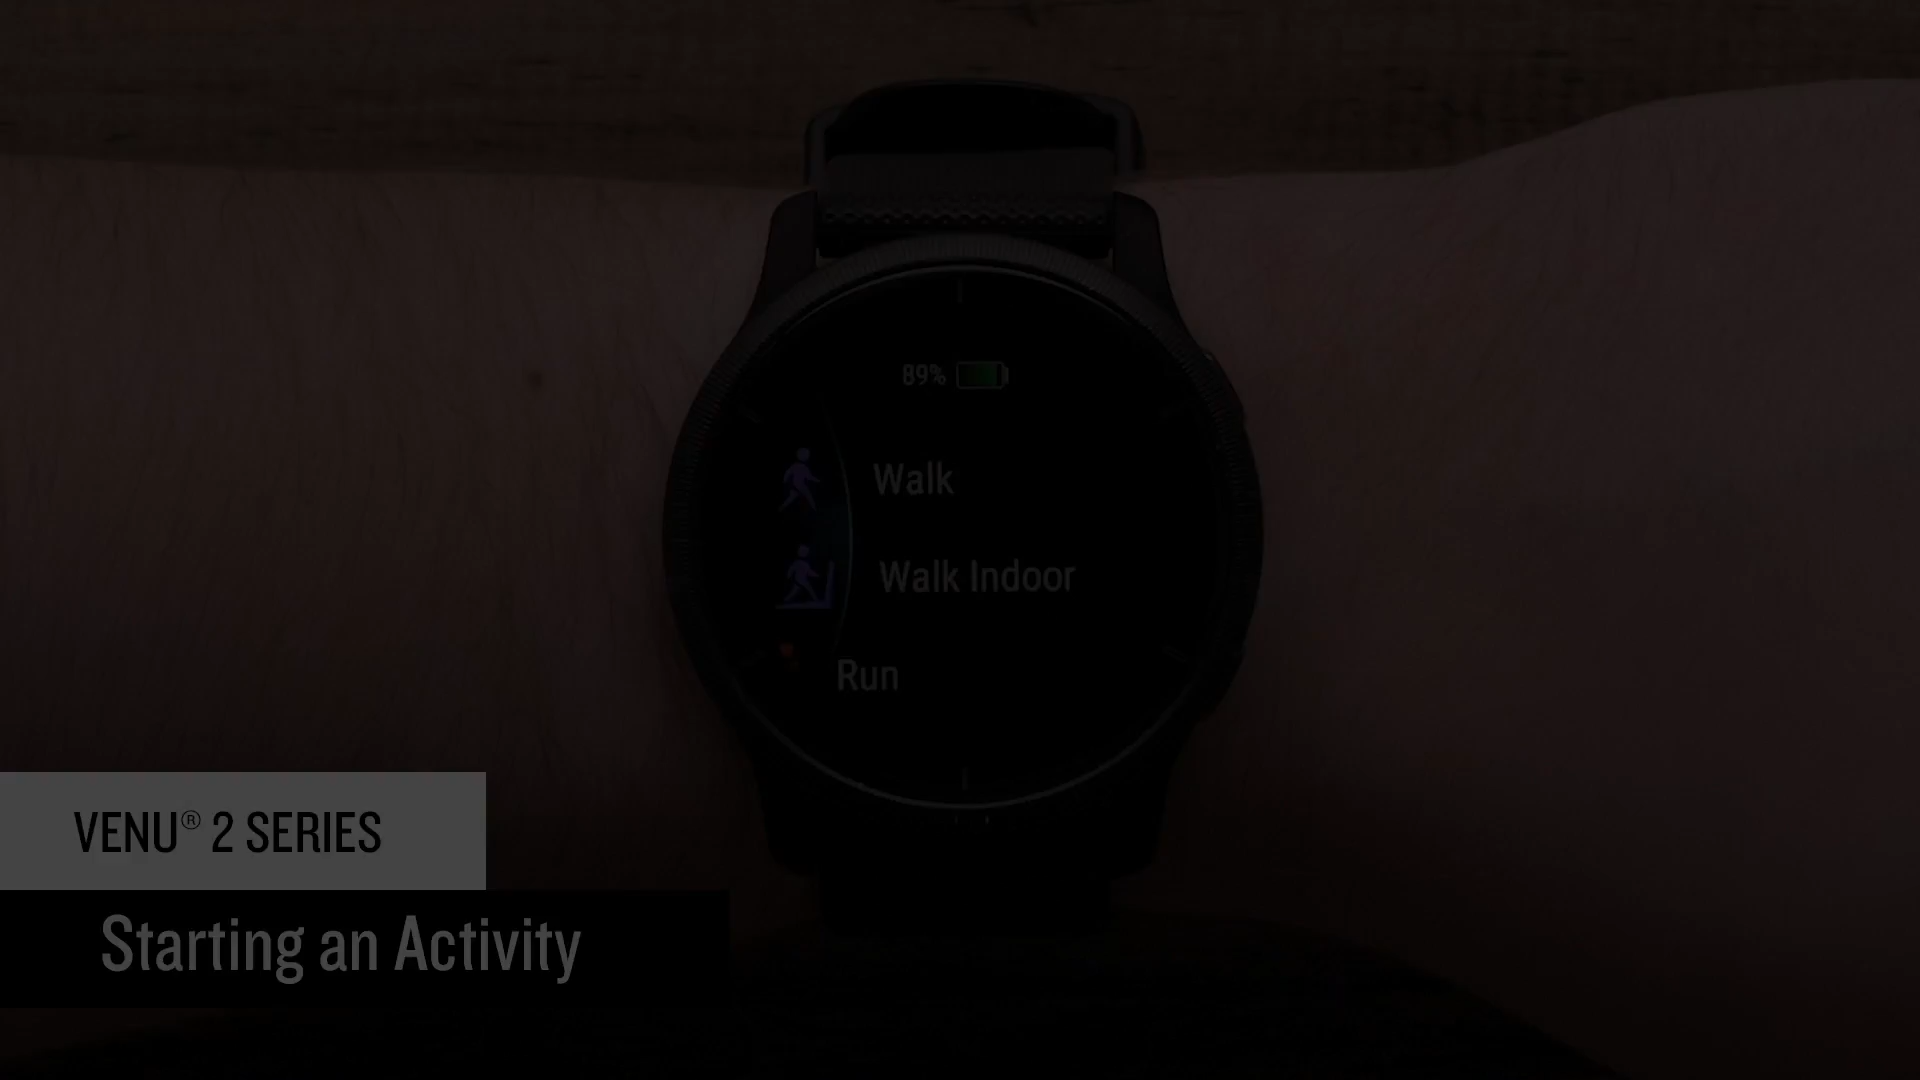 89%
Walk
Walk Indoor
Run
VENU® 2 SERIES
Starting an Activity